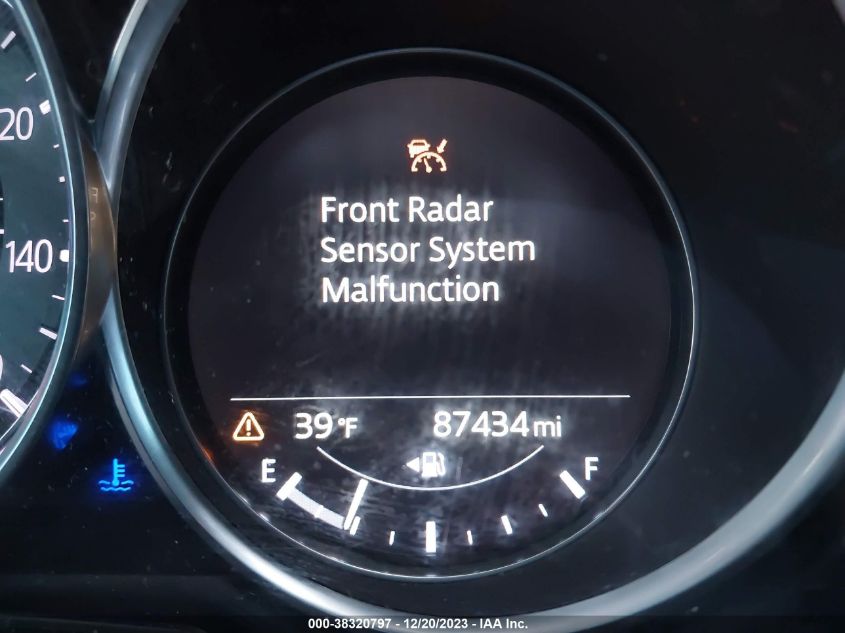 20
140
Front Radar
Sensor System
Malfunction
39°F
87434 mi
E
F
000-38320797 - 12/20/2023 - IAA Inc.